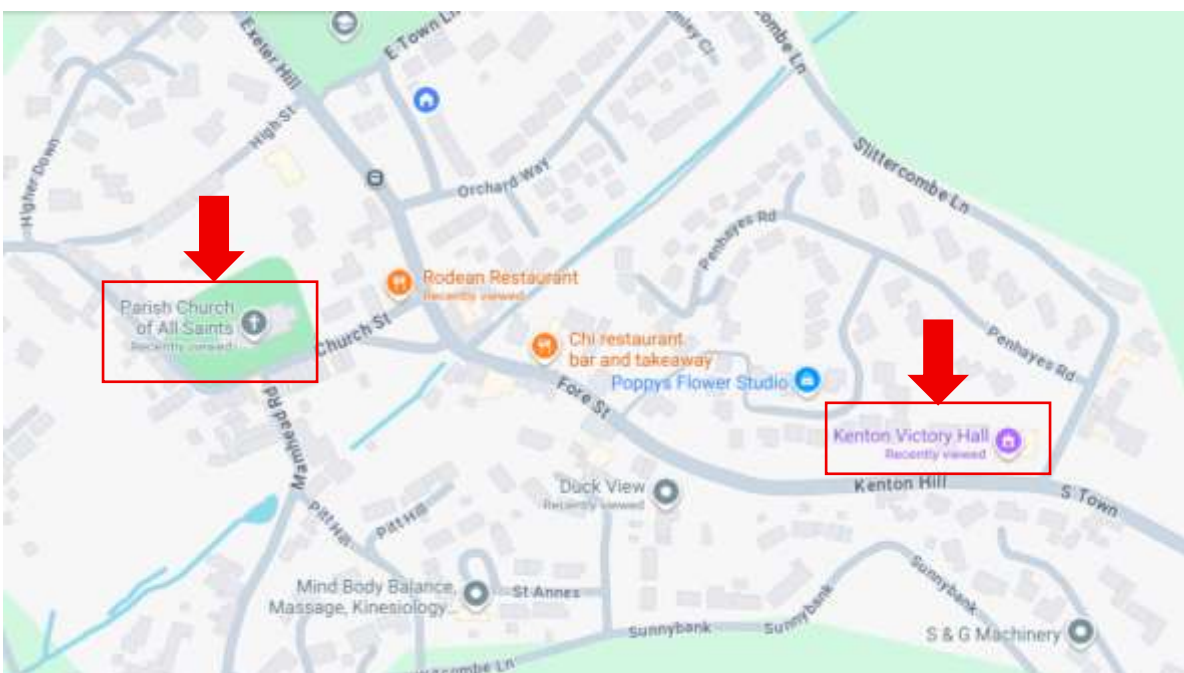 Exeter Hill
E Town Ln
Slittercombe Ln
High St
Higher Down
Orchard Way
Penhayes Rd
Rodean Restaurant
Recently viewed
Parish Church
of All Saints
Recently viewed
Church St
Chi restaurant
bar and takeaway
Poppys Flower Studio
Penhayes Rd
Fore St
Mamhead Rd
Kenton Victory Hall
Recently viewed
Kenton Hill
S Town
Duck View
Recently viewed
Pitt Hill
Pitt Hill
Mind Body Balance,
Massage, Kinesiology...
St Annes
Sunnybank
Sunnybank
Sunnybank
S & G Machinery